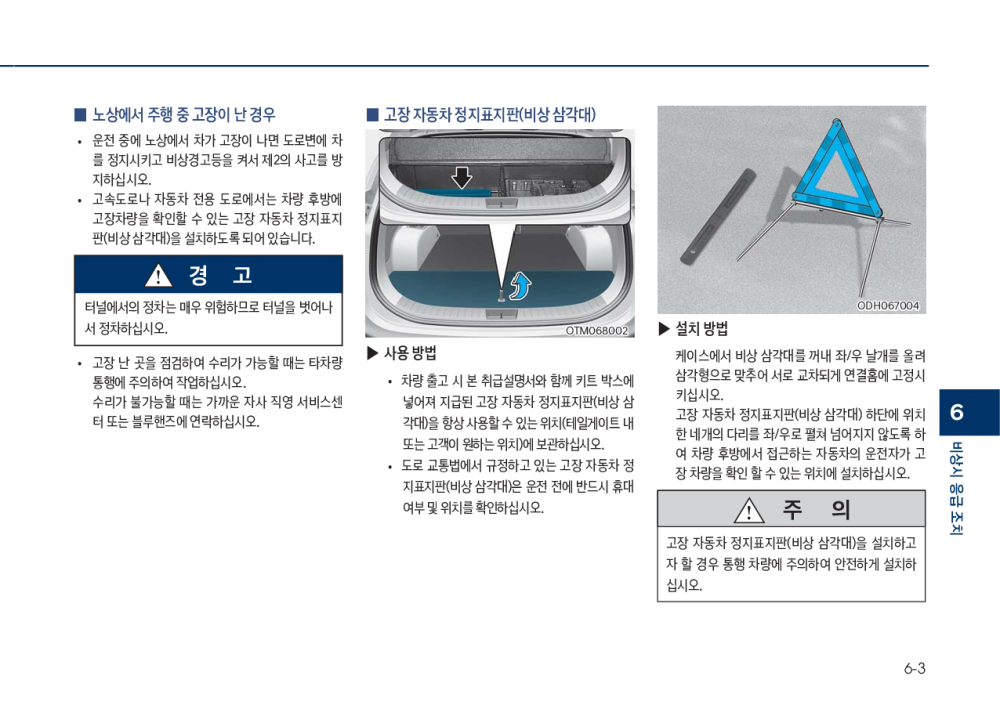 ■ 노상에서 주행 중 고장이 난 경우
• 운전 중에 노상에서 차가 고장이 나면 도로변에 차
를 정지시키고 비상경고등을 켜서 제2의 사고를 방
지하십시오.
• 고속도로나 자동차 전용 도로에서는 차량 후방에
고장차량을 확인할 수 있는 고장 자동차 정지표지
판(비상 삼각대)을 설치하도록 되어 있습니다.
경 고
터널에서의 정차는 매우 위험하므로 터널을 벗어나
서 정차하십시오.
• 고장 난 곳을 점검하여 수리가 가능할 때는 타차량
통행에 주의하여 작업하십시오.
수리가 불가능할 때는 가까운 자사 직영 서비스센
터 또는 블루핸즈에 연락하십시오.
■ 고장 자동차 정지표지판(비상 삼각대)
OTM068002
▶ 사용 방법
• 차량 출고 시 본 취급설명서와 함께 키트 박스에
넣어져 지급된 고장 자동차 정지표지판(비상 삼
각대)을 항상 사용할 수 있는 위치(테일게이트 내
또는 고객이 원하는 위치)에 보관하십시오.
• 도로 교통법에서 규정하고 있는 고장 자동차 정
지표지판(비상 삼각대)은 운전 전에 반드시 휴대
여부 및 위치를 확인하십시오.
ODH067004
▶ 설치 방법
케이스에서 비상 삼각대를 꺼내 좌/우 날개를 올려
삼각형으로 맞추어 서로 교차되게 연결홈에 고정시
키십시오.
고장 자동차 정지표지판(비상 삼각대) 하단에 위치
한 네개의 다리를 좌/우로 펼쳐 넘어지지 않도록 하
여 차량 후방에서 접근하는 자동차의 운전자가 고
장 차량을 확인 할 수 있는 위치에 설치하십시오.
주 의
고장 자동차 정지표지판(비상 삼각대)을 설치하고
자 할 경우 통행 차량에 주의하여 안전하게 설치하
십시오.
6
비상시 응급 조치
6-3